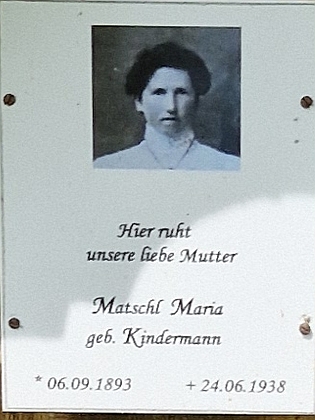 Hier ruht
unsere liebe Mutter
Matschl Maria
geb. Kindermann
* 06.09.1893 + 24.06.1938